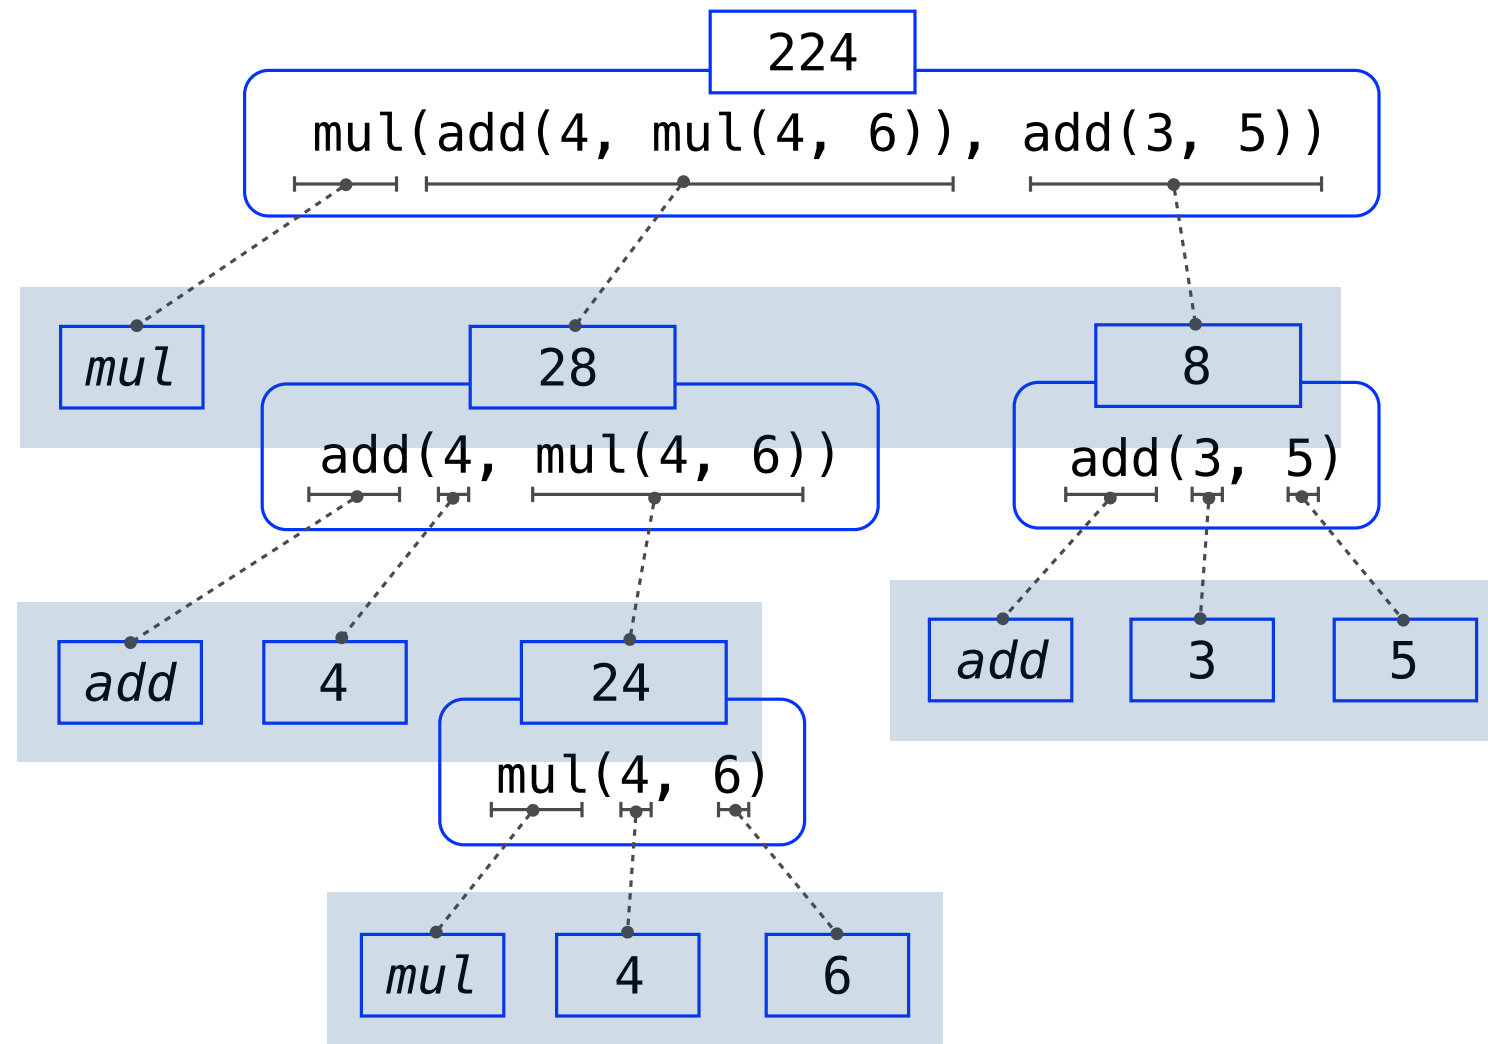 224
mul(add(4, mul(4, 6)), add(3, 5))
mul
28
8
add(4, mul(4, 6))
add(3, 5)
add
4
24
add
3
5
mul(4, 6)
mul
4
6